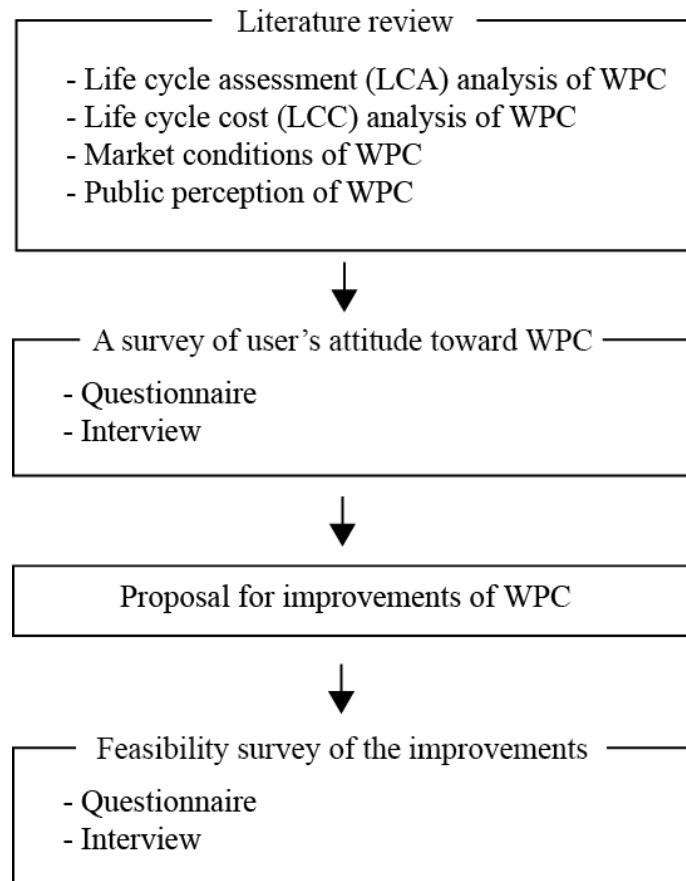 Literature review
- Life cycle assessment (LCA) analysis of WPC
- Life cycle cost (LCC) analysis of WPC
- Market conditions of WPC
- Public perception of WPC
A survey of user’s attitude toward WPC
- Questionnaire
- Interview
Proposal for improvements of WPC
Feasibility survey of the improvements
- Questionnaire
- Interview